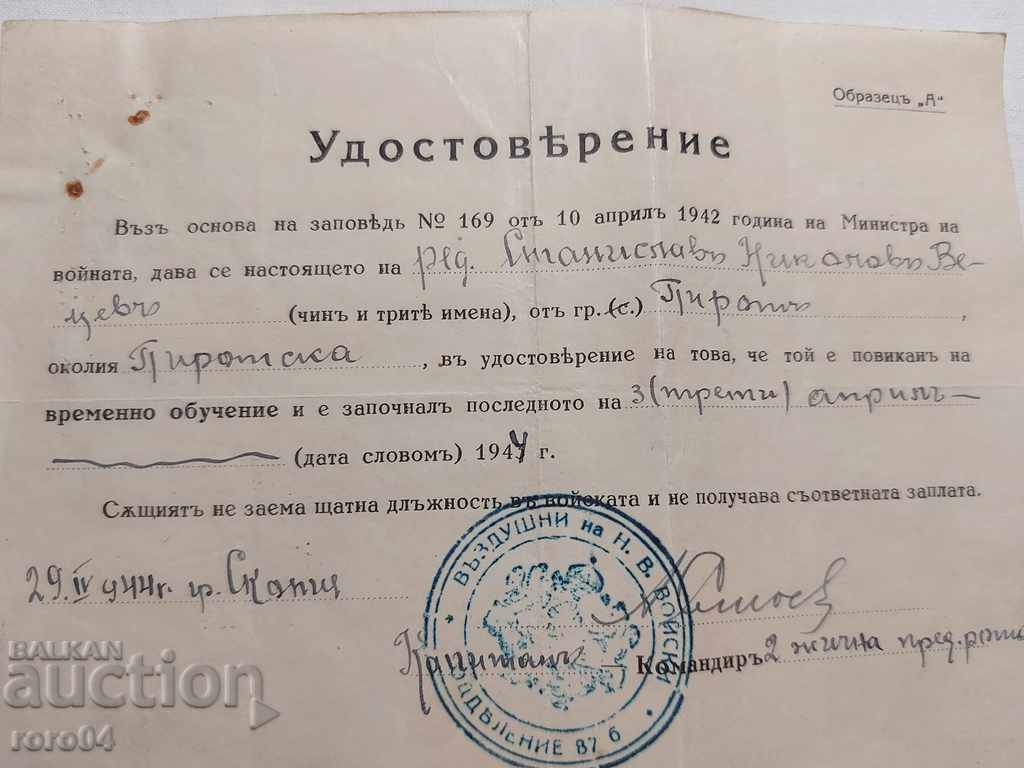 Образецъ „А“
Удостовѣрение
Възъ основа на заповѣдь № 169 отъ 10 априлъ 1942 година на Министра на
войната, дава се настоящето на ред. Станиславъ Николовъ Ве-
цевъ (чинъ и тритѣ имена), отъ гр. (с.) Пиротъ,
околия Пиротска, въ удостовѣрение на това, че той е повиканъ на
временно обучение и е започналъ последното на 3 (трети) априлъ —
(дата словомъ) 1944 г.
Сѫщиятъ не заема щатна длъжность въ войската и не получава съответната заплата.
29.IV 944 г. гр. Скопие
Капитанъ
Командиръ 2 жична пред. рота
ВЪЗДУШНИ на Н. В. ВОЙСКИ
ПОДДѢЛЕНИЕ 87 б
BALKAN
auction
roro04